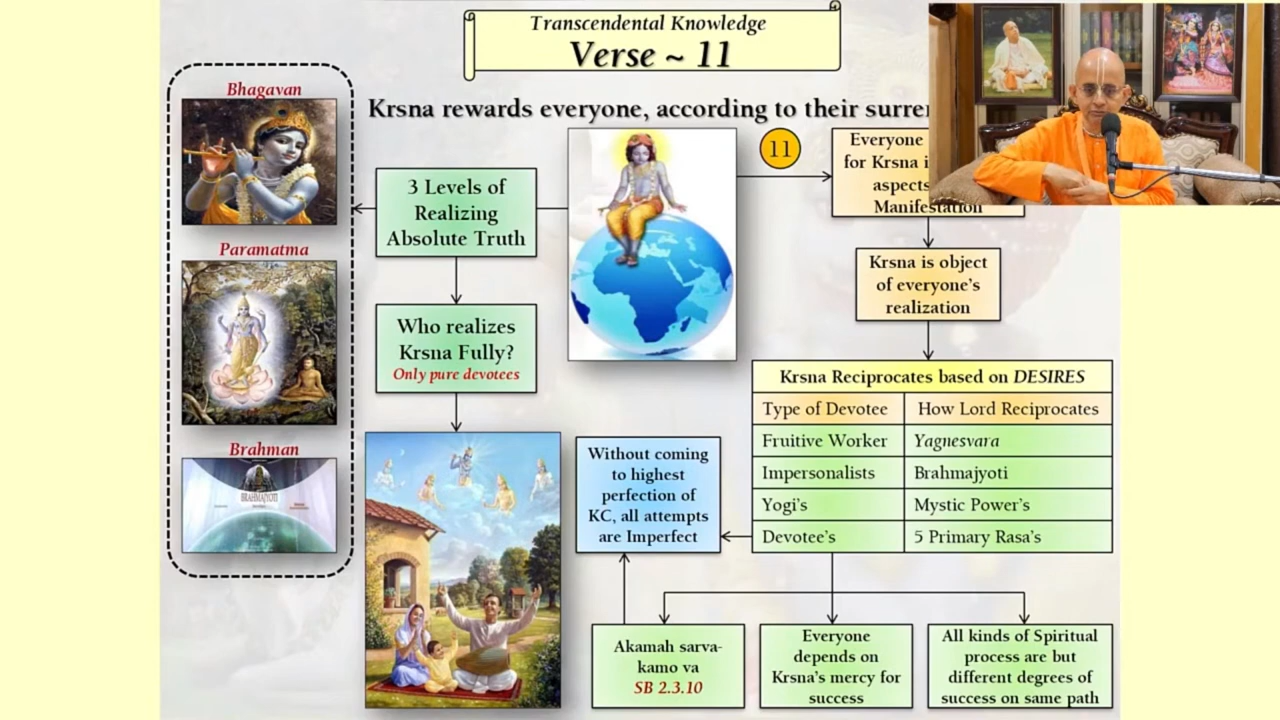 Transcendental Knowledge
Verse ~ 11
Krsna rewards everyone, according to their
Bhagavan
Paramatma
Brahman
BRAHMAJYOTI
3 Levels of
Realizing
Absolute Truth
Who realizes
Krsna Fully?
Only pure devotees
11
Everyone
for Krsna
aspects
Manifestation
Krsna is object
of everyone's
realization
Krsna Reciprocates based on DESIRES
Type of Devotee How Lord Reciprocates
Fruitive Worker Yagnesvara
Impersonalists Brahmajyoti
Yogi's Mystic Power's
Devotee's 5 Primary Rasa's
Without coming
to highest
perfection of
KC, all attempts
are Imperfect
Akamah sarva-
kamo va
SB 2.3.10
Everyone
depends on
Krsna's mercy for
success
All kinds of Spiritual
process are but
different degrees of
success on same path